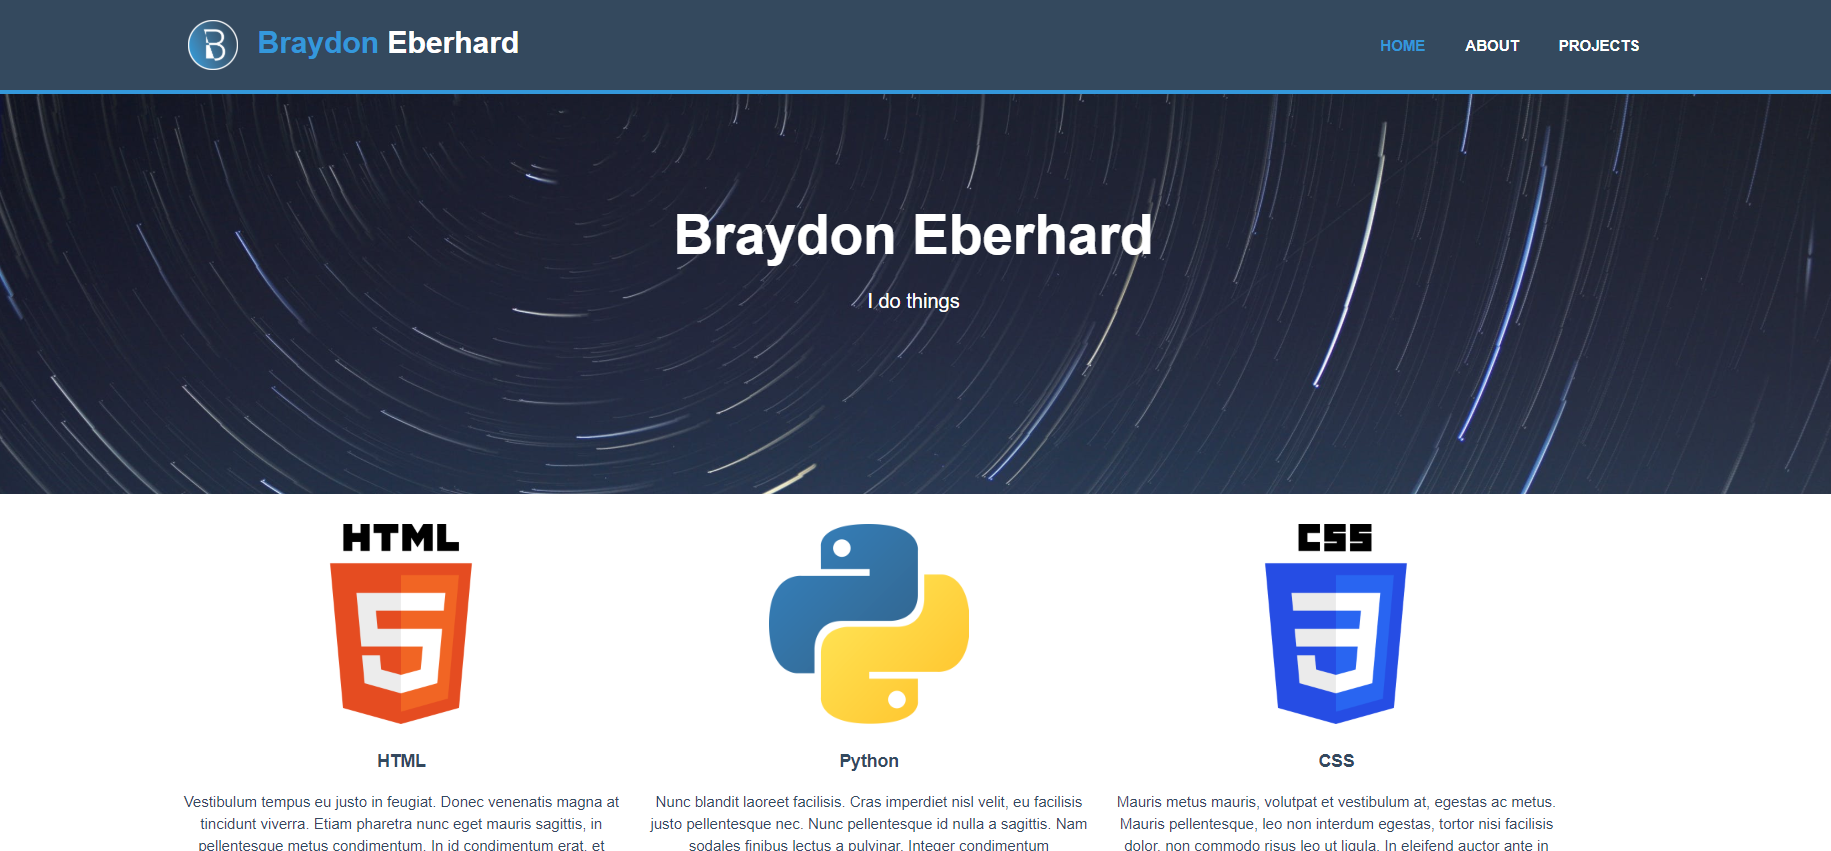 B
Braydon Eberhard
HOME ABOUT PROJECTS
Braydon Eberhard
I do things
HTML
5
CSS
3
HTML
Vestibulum tempus eu justo in feugiat. Donec venenatis magna at
tincidunt viverra. Etiam pharetra nunc eget mauris sagittis, in
pellentesque metus condimentum. In id condimentum erat, et
Python
Nunc blandit laoreet facilisis. Cras imperdiet nisl velit, eu facilisis
justo pellentesque nec. Nunc pellentesque id nulla a sagittis. Nam
sodales finibus lectus a pulvinar. Integer condimentum
CSS
Mauris metus mauris, volutpat et vestibulum at, egestas ac metus.
Mauris pellentesque, leo non interdum egestas, tortor nisi facilisis
dolor, non commodo risus leo ut ligula. In eleifend auctor ante in